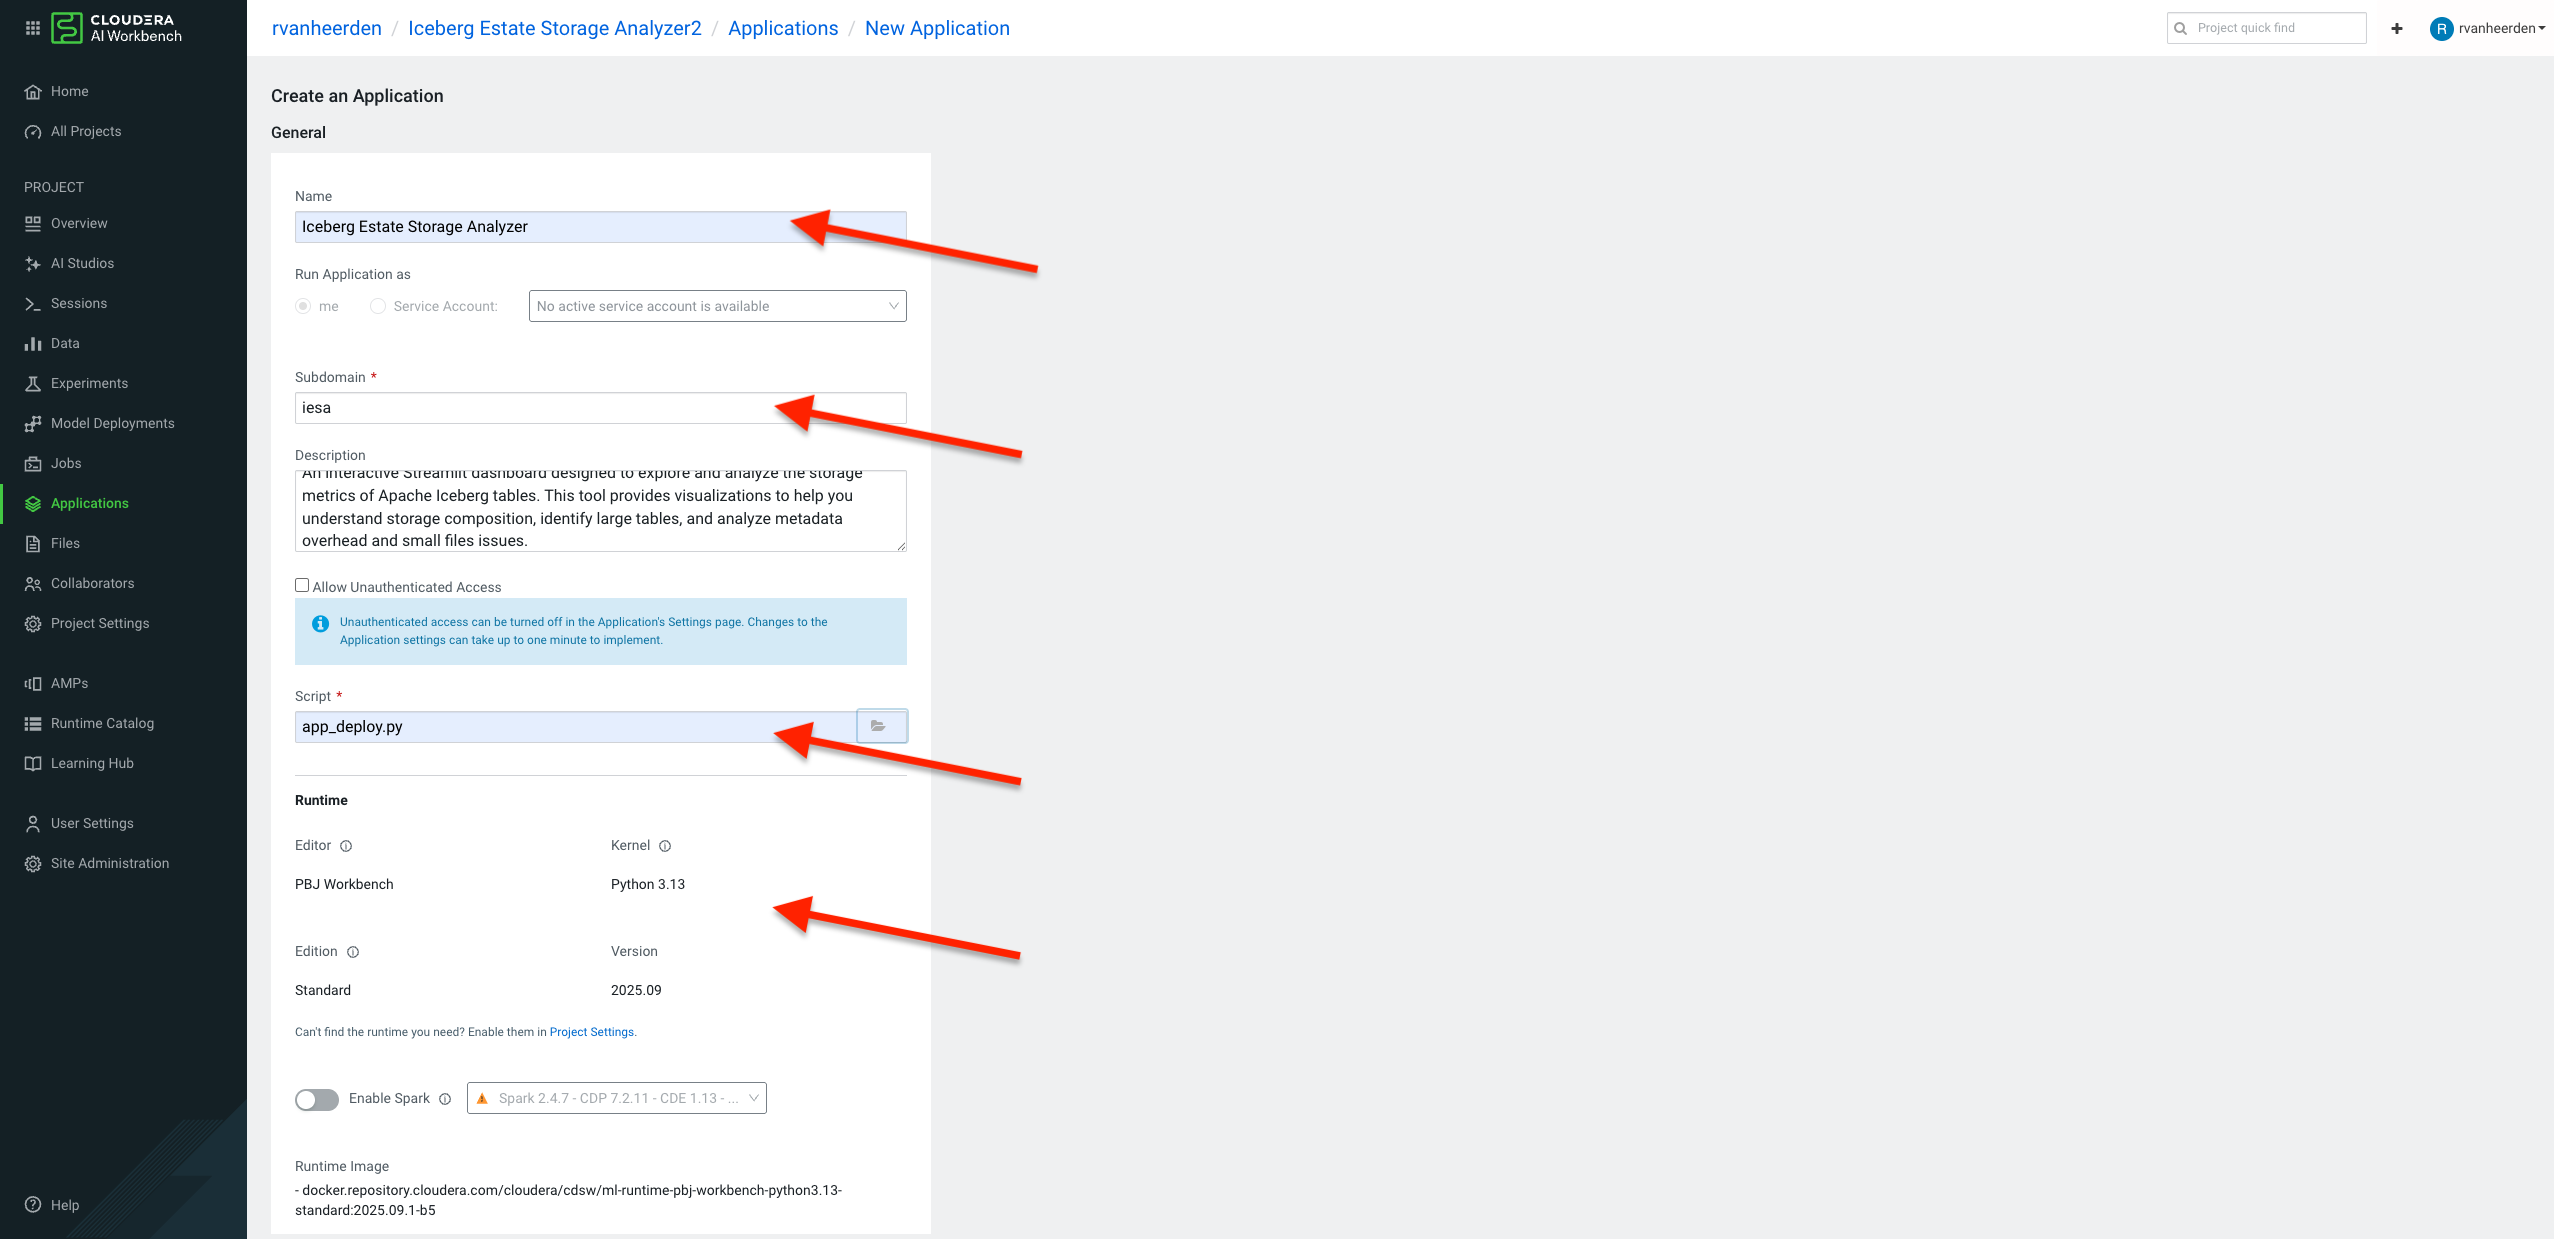 CLOUDERA
AI Workbench
rvanheerden / Iceberg Estate Storage Analyzer2 / Applications / New Application
Project quick find
R rvanheerden
Home
All Projects
PROJECT
Overview
AI Studios
Sessions
Data
Experiments
Model Deployments
Jobs
Applications
Files
Collaborators
Project Settings
AMPs
Runtime Catalog
Learning Hub
User Settings
Site Administration
Help
Create an Application
General
Name
Iceberg Estate Storage Analyzer
Run Application as
me
Service Account:
No active service account is available
Subdomain *
iesa
Description
An interactive Streamlit dashboard designed to explore and analyze the storage
metrics of Apache Iceberg tables. This tool provides visualizations to help you
understand storage composition, identify large tables, and analyze metadata
overhead and small files issues.
Allow Unauthenticated Access
Unauthenticated access can be turned off in the Application's Settings page. Changes to the
Application settings can take up to one minute to implement.
Script *
app_deploy.py
Runtime
Editor
Kernel
PBJ Workbench
Python 3.13
Edition
Version
Standard
2025.09
Can't find the runtime you need? Enable them in Project Settings.
Enable Spark
Spark 2.4.7 - CDP 7.2.11 - CDE 1.13 - ...
Runtime Image
- docker.repository.cloudera.com/cloudera/cdsw/ml-runtime-pbj-workbench-python3.13-
standard:2025.09.1-b5